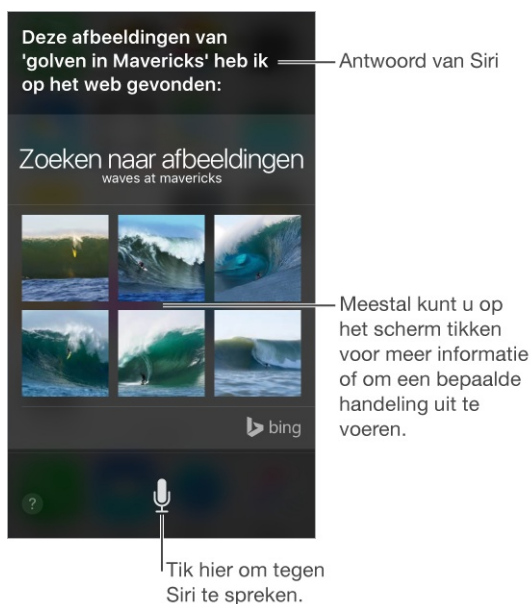 Deze afbeeldingen van
'golven in Mavericks' heb ik
op het web gevonden:
Antwoord van Siri
Zoeken naar afbeeldingen
waves at mavericks
Meestal kunt u op
het scherm tikken
voor meer informatie
of om een bepaalde
handeling uit te
voeren.
bing
?
Tik hier om tegen
Siri te spreken.